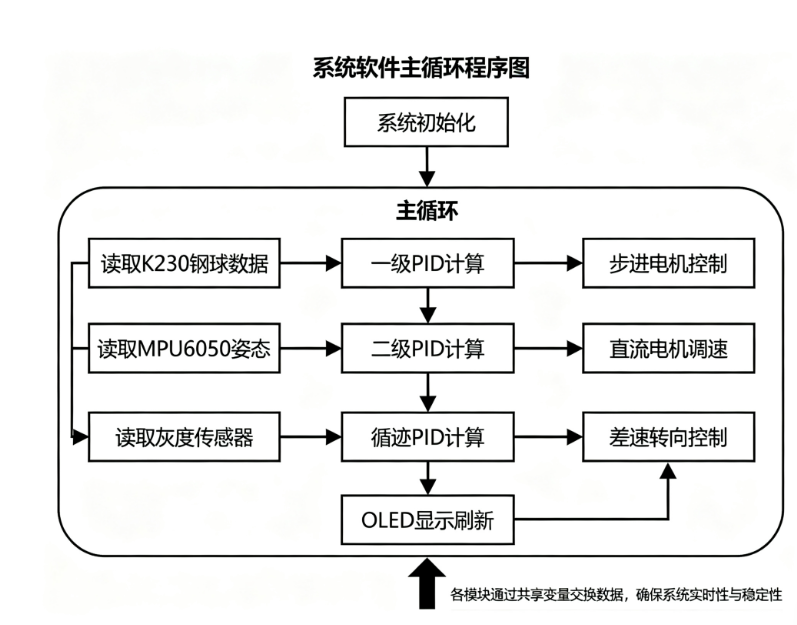 系统软件主循环程序图
系统初始化
主循环
读取K230钢球数据
一级PID计算
步进电机控制
读取MPU6050姿态
二级PID计算
直流电机调速
读取灰度传感器
循迹PID计算
差速转向控制
OLED显示刷新
各模块通过共享变量交换数据，确保系统实时性与稳定性